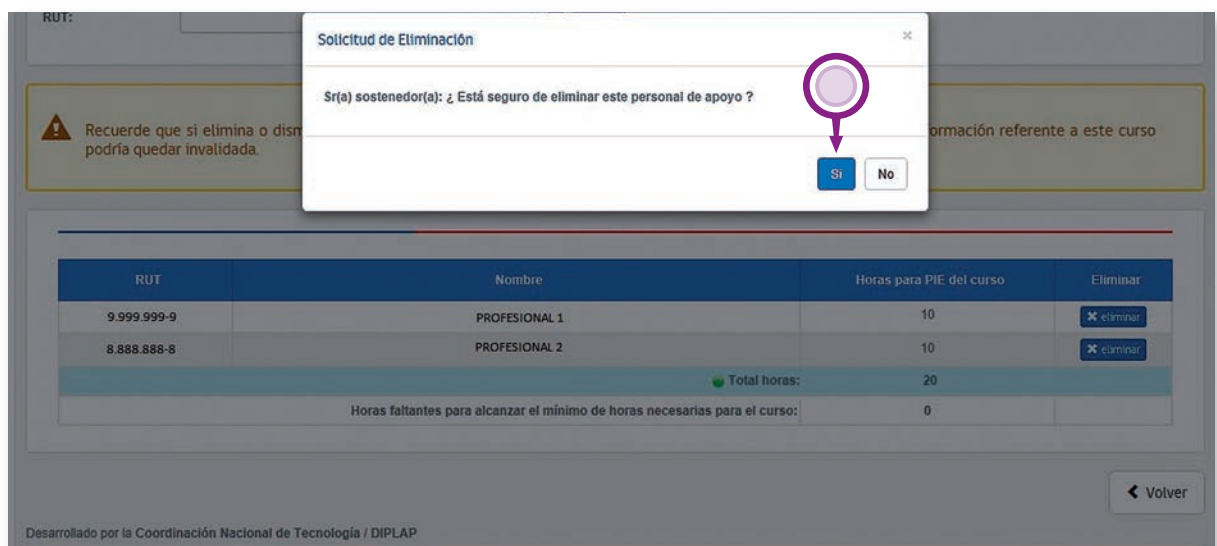 RUT:
Solicitud de Eliminación
×
Sr(a) sostenedor(a): ¿ Está seguro de eliminar este personal de apoyo ?
Si No
Recuerde que si elimina o ormación referente a este curso
podría quedar invalidada.
RUT Nombre Horas para PIE del curso Eliminar
9.999.999-9 PROFESIONAL 1 10 ✖ eliminar
8.888.888-8 PROFESIONAL 2 10 ✖ eliminar
Total horas: 20
Horas faltantes para alcanzar el mínimo de horas necesarias para el curso: 0
Volver
Desarrollado por la Coordinación Nacional de Tecnología / DIPLAP